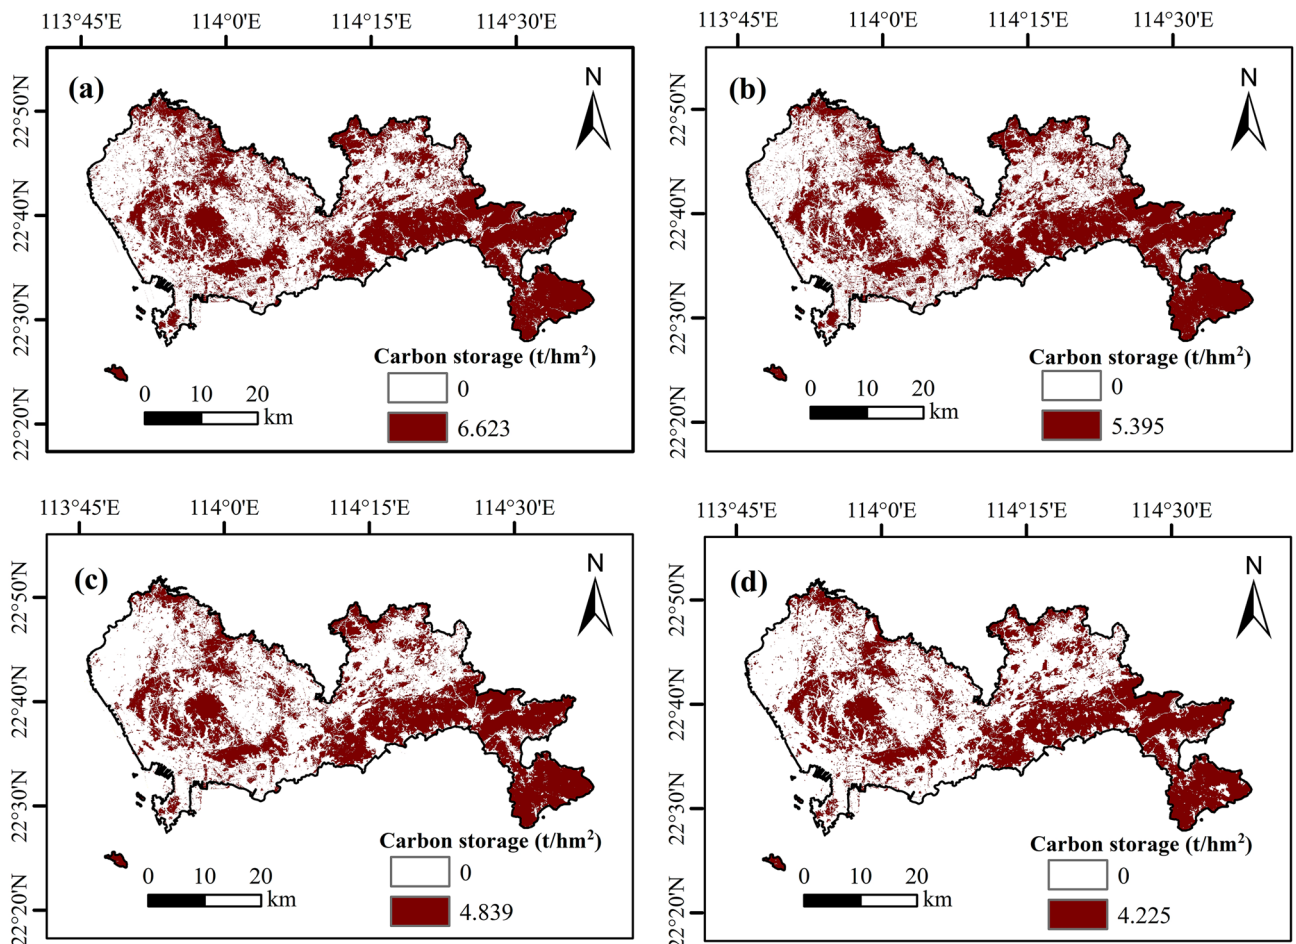 113°45'E 114°0'E 114°15'E 114°30'E
(a)
N
22°50'N
22°40'N
22°30'N
22°20'N
Carbon storage (t/hm²)
0
6.623
0 10 20
km
113°45'E 114°0'E 114°15'E 114°30'E
(b)
N
22°50'N
22°40'N
22°30'N
22°20'N
Carbon storage (t/hm²)
0
5.395
0 10 20
km
113°45'E 114°0'E 114°15'E 114°30'E
(c)
N
22°50'N
22°40'N
22°30'N
22°20'N
Carbon storage (t/hm²)
0
4.839
0 10 20
km
113°45'E 114°0'E 114°15'E 114°30'E
(d)
N
22°50'N
22°40'N
22°30'N
22°20'N
Carbon storage (t/hm²)
0
4.225
0 10 20
km